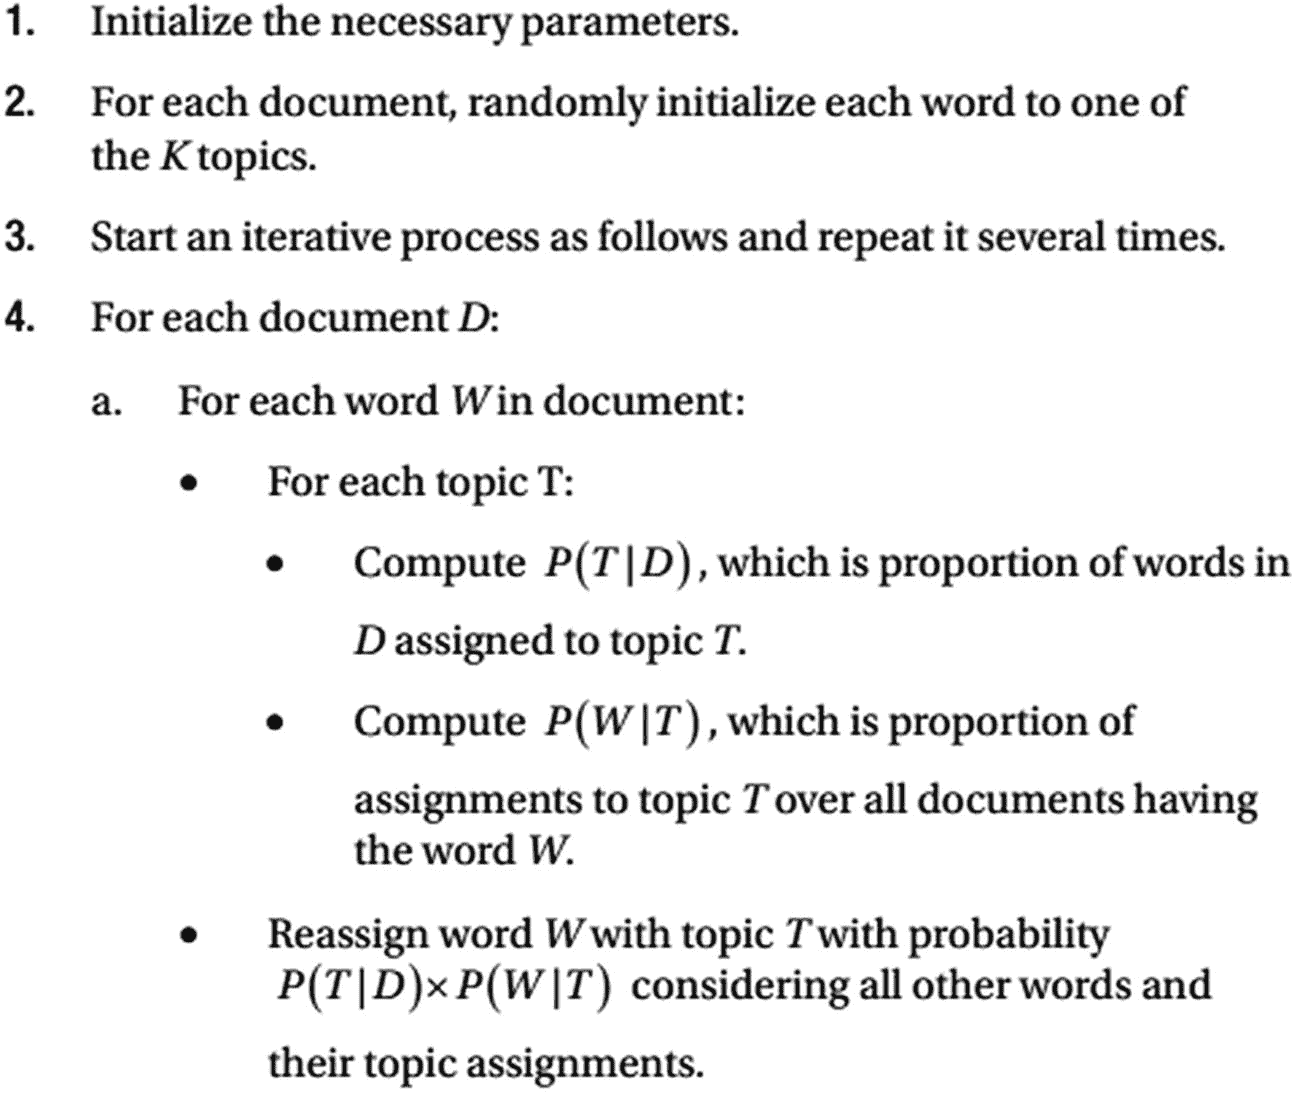 1. Initialize the necessary parameters.
2. For each document, randomly initialize each word to one of
the K topics.
3. Start an iterative process as follows and repeat it several times.
4. For each document D:
a. For each word W in document:
• For each topic T:
• Compute P(T|D), which is proportion of words in
D assigned to topic T.
• Compute P(W|T), which is proportion of
assignments to topic T over all documents having
the word W.
• Reassign word W with topic T with probability
P(T|D)×P(W|T) considering all other words and
their topic assignments.